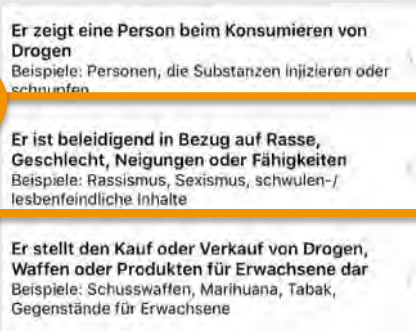 Er zeigt eine Person beim Konsumieren von
Drogen
Beispiele: Personen, die Substanzen injizieren oder
schnupfen
Er ist beleidigend in Bezug auf Rasse,
Geschlecht, Neigungen oder Fähigkeiten
Beispiele: Rassismus, Sexismus, schwulen-/
lesbenfeindliche Inhalte
Er stellt den Kauf oder Verkauf von Drogen,
Waffen oder Produkten für Erwachsene dar
Beispiele: Schusswaffen, Marihuana, Tabak,
Gegenstände für Erwachsene